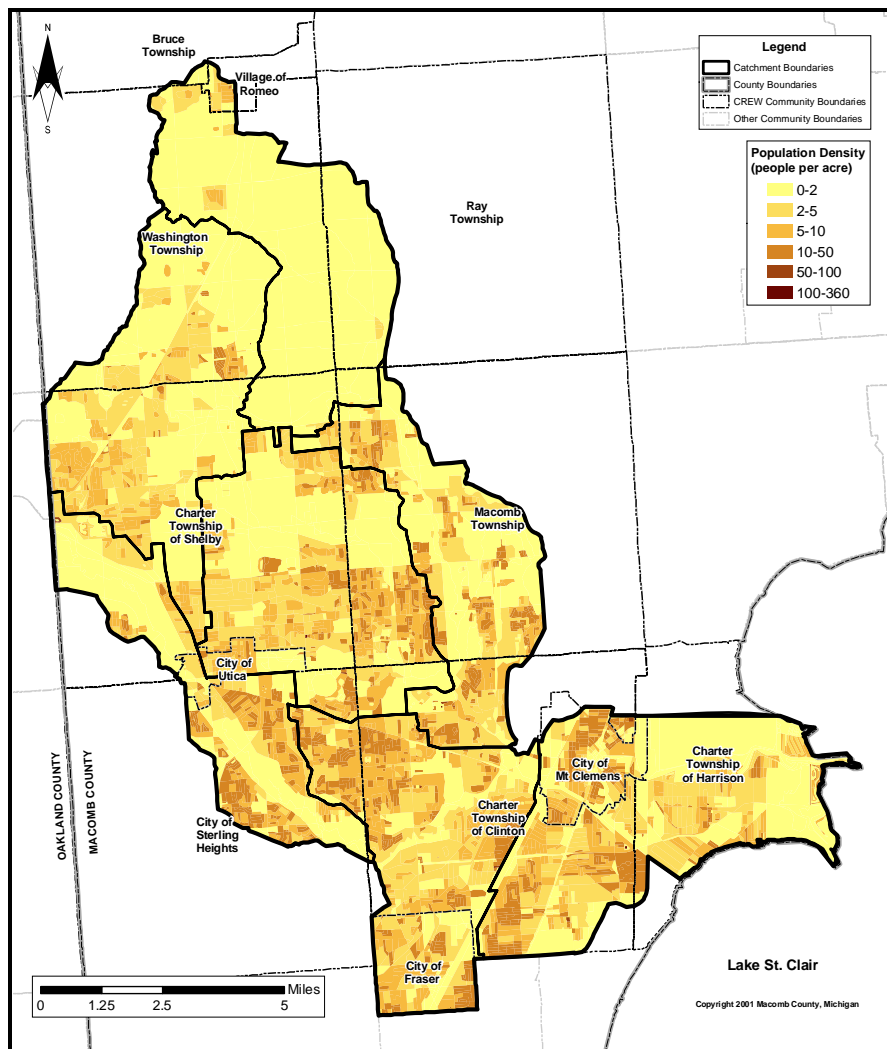 N
S
Bruce
Township
Village of
Romeo
Legend
Catchment Boundaries
County Boundaries
CREW Community Boundaries
Other Community Boundaries
Population Density
(people per acre)
0-2
2-5
5-10
10-50
50-100
100-360
Ray
Township
Washington
Township
Charter
Township
of Shelby
Macomb
Township
City of
Utica
OAKLAND COUNTY
MACOMB COUNTY
City of
Mt Clemens
Charter
Township
of Harrison
City of
Sterling
Heights
Charter
Township
of Clinton
City of
Fraser
Lake St. Clair
Miles
0 1.25 2.5 5
Copyright 2001 Macomb County, Michigan